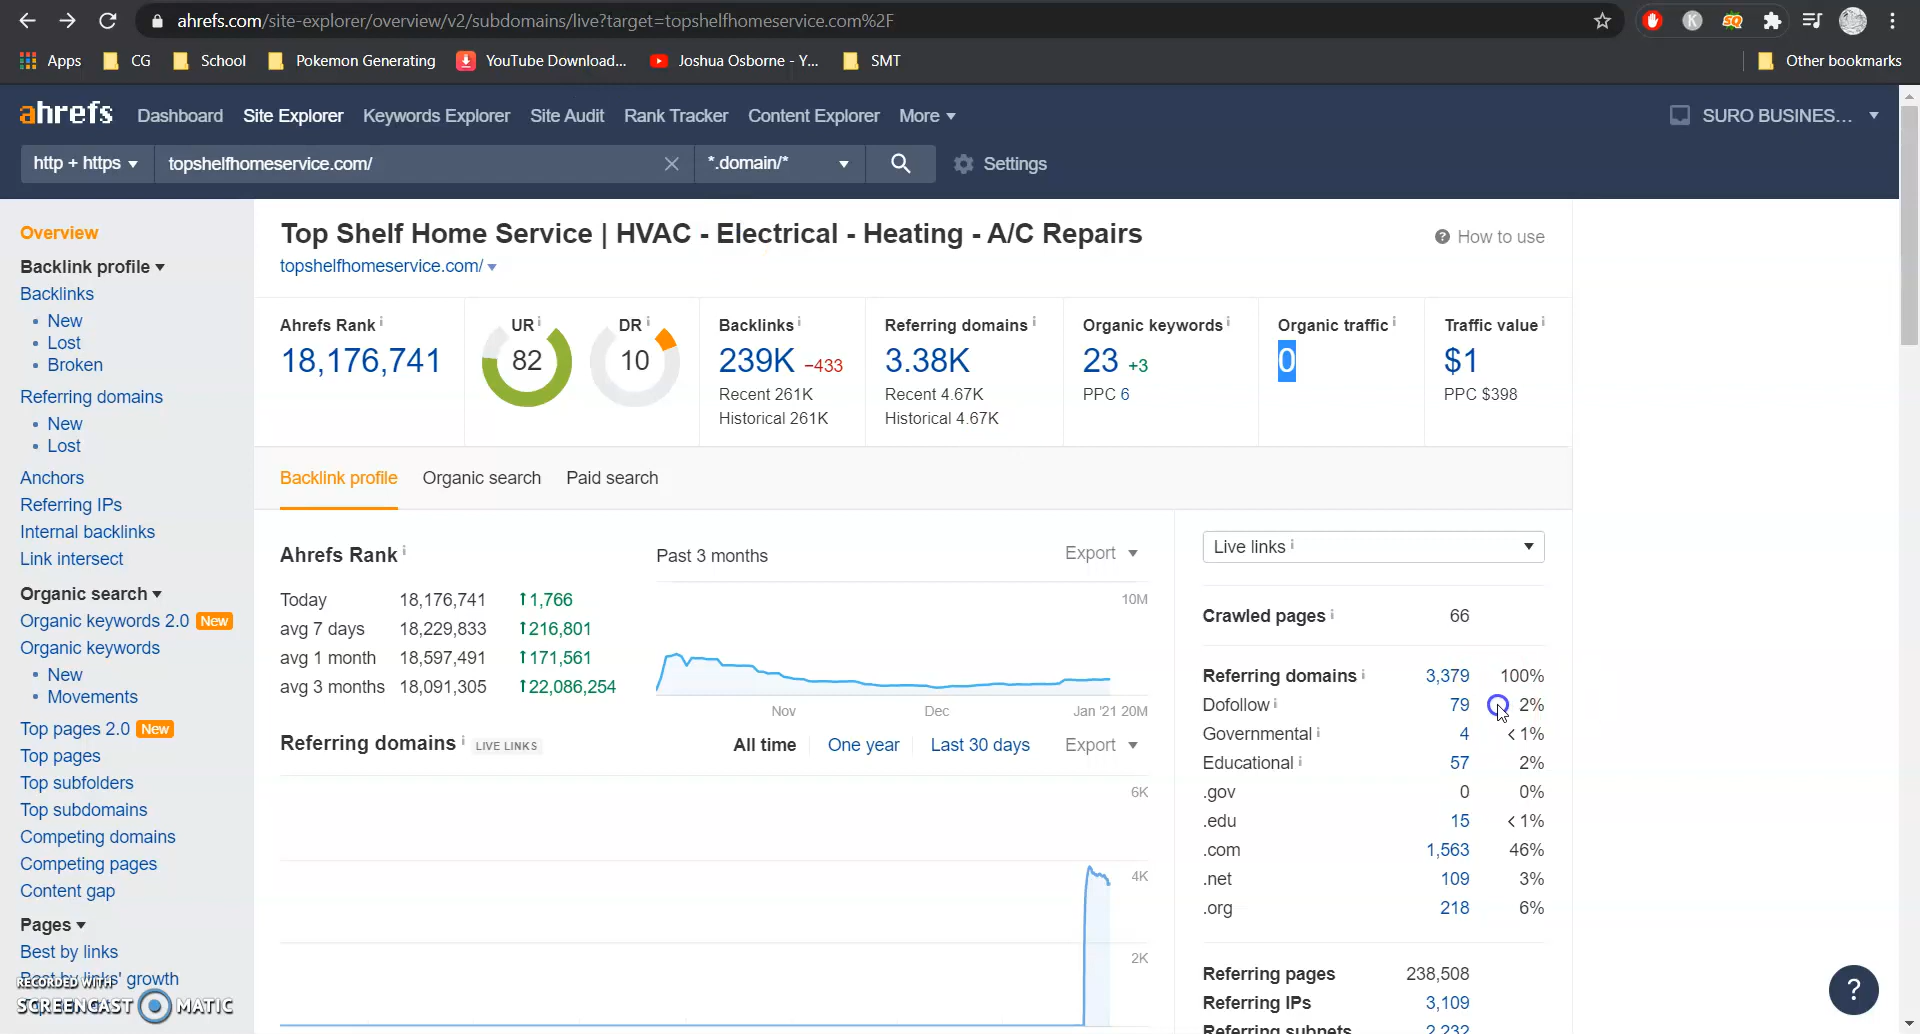 ahrefs.com/site-explorer/overview/v2/subdomains/live?target=topshelfhomeservice.com%2F
K
SQ
Apps CG School Pokemon Generating YouTube Download... Joshua Osborne - Y... SMT Other bookmarks
ahrefs Dashboard Site Explorer Keywords Explorer Site Audit Rank Tracker Content Explorer More SURO BUSINES...
http + https topshelfhomeservice.com/ *.domain/* Settings
Overview
Backlink profile
Backlinks
• New
• Lost
• Broken
Referring domains
• New
• Lost
Anchors
Referring IPs
Internal backlinks
Link intersect
Organic search
Organic keywords 2.0 New
Organic keywords
• New
• Movements
Top pages 2.0 New
Top pages
Top subfolders
Top subdomains
Competing domains
Competing pages
Content gap
Pages
Best by links
Best by links' growth
RECORDED WITH
SCREENCAST MATIC
Top Shelf Home Service | HVAC - Electrical - Heating - A/C Repairs
? How to use
topshelfhomeservice.com/
Ahrefs Rank i
18,176,741
UR i
82
DR i
10
Backlinks i
239K -433
Recent 261K
Historical 261K
Referring domains i
3.38K
Recent 4.67K
Historical 4.67K
Organic keywords i
23 +3
PPC 6
Organic traffic i
0
Traffic value i
$1
PPC $398
Backlink profile Organic search Paid search
Ahrefs Rank i
Past 3 months
Export
Today 18,176,741 ↑1,766
avg 7 days 18,229,833 ↑216,801
avg 1 month 18,597,491 ↑171,561
avg 3 months 18,091,305 ↑22,086,254
10M
Nov Dec Jan '21 20M
Referring domains i LIVE LINKS
All time One year Last 30 days Export
6K
4K
2K
Live links i
Crawled pages i 66
Referring domains i 3,379 100%
Dofollow i 79 2%
Governmental i 4 <1%
Educational i 57 2%
.gov 0 0%
.edu 15 <1%
.com 1,563 46%
.net 109 3%
.org 218 6%
Referring pages 238,508
Referring IPs 3,109
Referring subnets 2,232
?